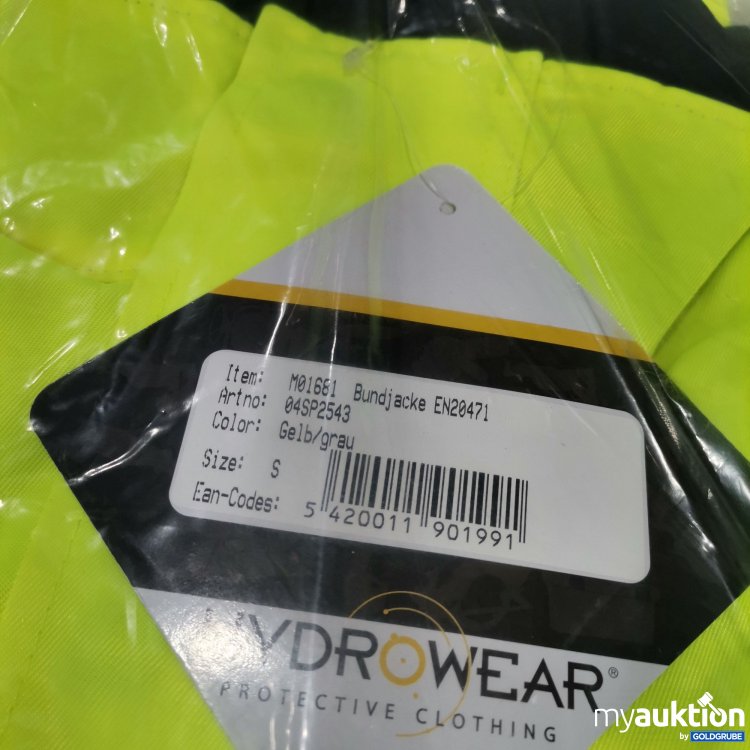 Item: M01681 Bundjacke EN20471
Artno: 04SP2543
Color: Gelb/grau
Size: S
Ean-Codes:
5 420011 901991
HYDROWEAR®
PROTECTIVE CLOTHING
myauktion
by GOLDGRUBE